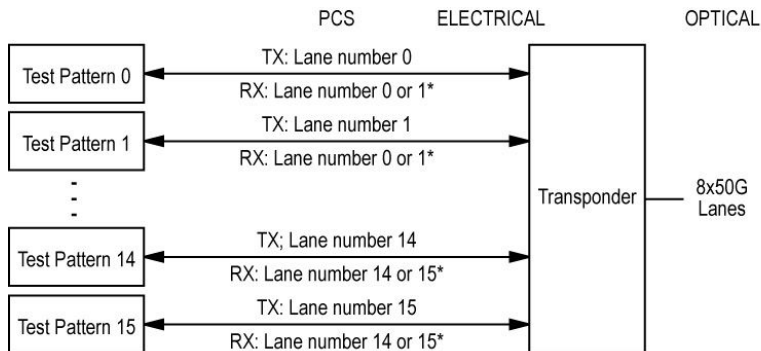 PCS ELECTRICAL OPTICAL
Test Pattern 0
TX: Lane number 0
RX: Lane number 0 or 1*
Test Pattern 1
TX: Lane number 1
RX: Lane number 0 or 1*
Transponder
8x50G
Lanes
Test Pattern 14
TX; Lane number 14
RX: Lane number 14 or 15*
Test Pattern 15
TX: Lane number 15
RX: Lane number 14 or 15*